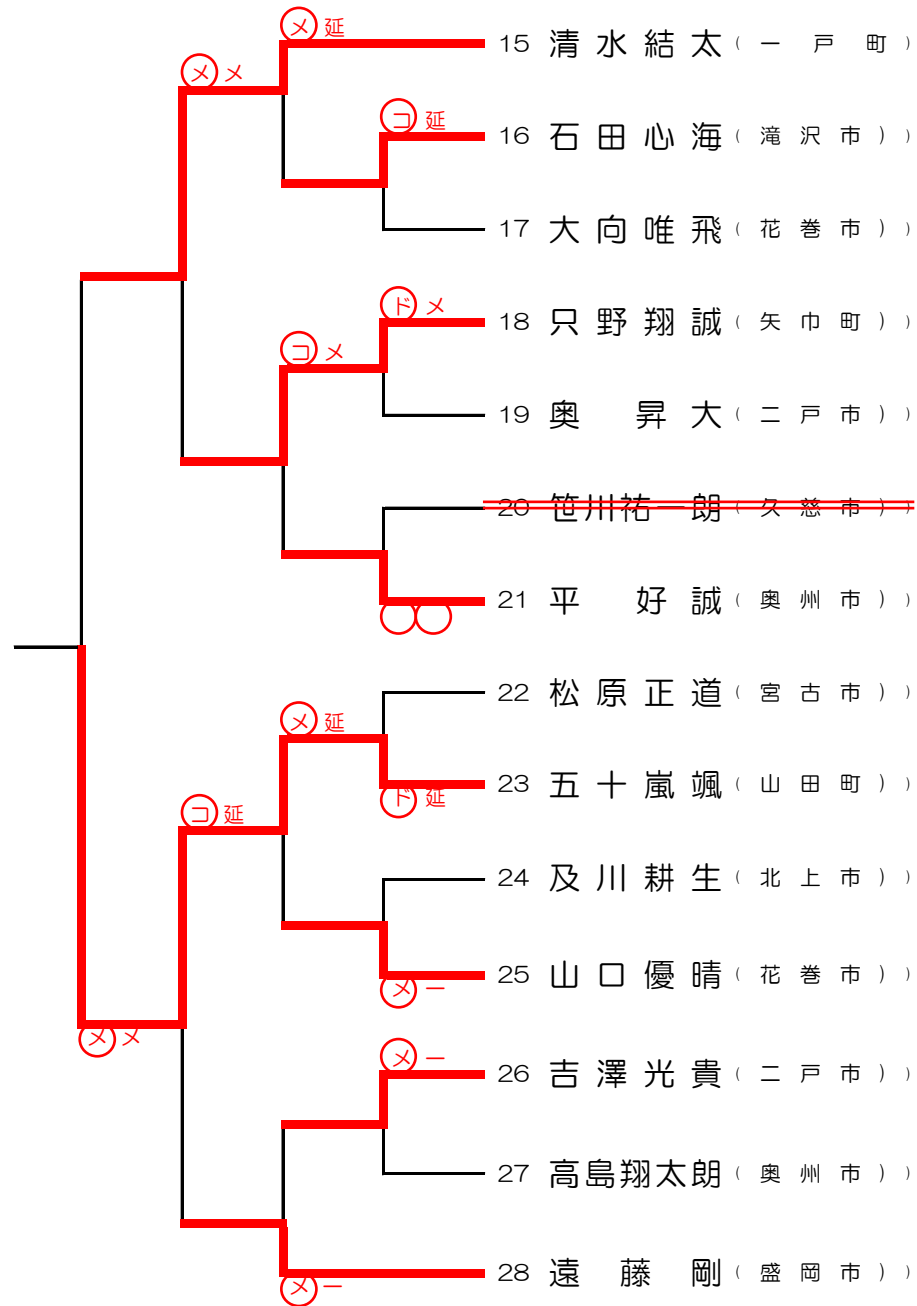 メ延
15 清水結太 (一戸町)
メメ
コ延
16 石田心海 (滝沢市))
17 大向唯飛 (花巻市))
ドメ
18 只野翔誠 (矢巾町))
コメ
19 奥 昇大 (二戸市))
20 笹川祐一朗 (久慈市))
21 平 好誠 (奥州市))
22 松原正道 (宮古市))
メ延
23 五十嵐颯 (山田町))
ド延
コ延
24 及川耕生 (北上市))
25 山口優晴 (花巻市))
メー
メメ
メー
26 吉澤光貴 (二戸市))
27 高島翔太朗 (奥州市))
28 遠藤剛 (盛岡市))
メー